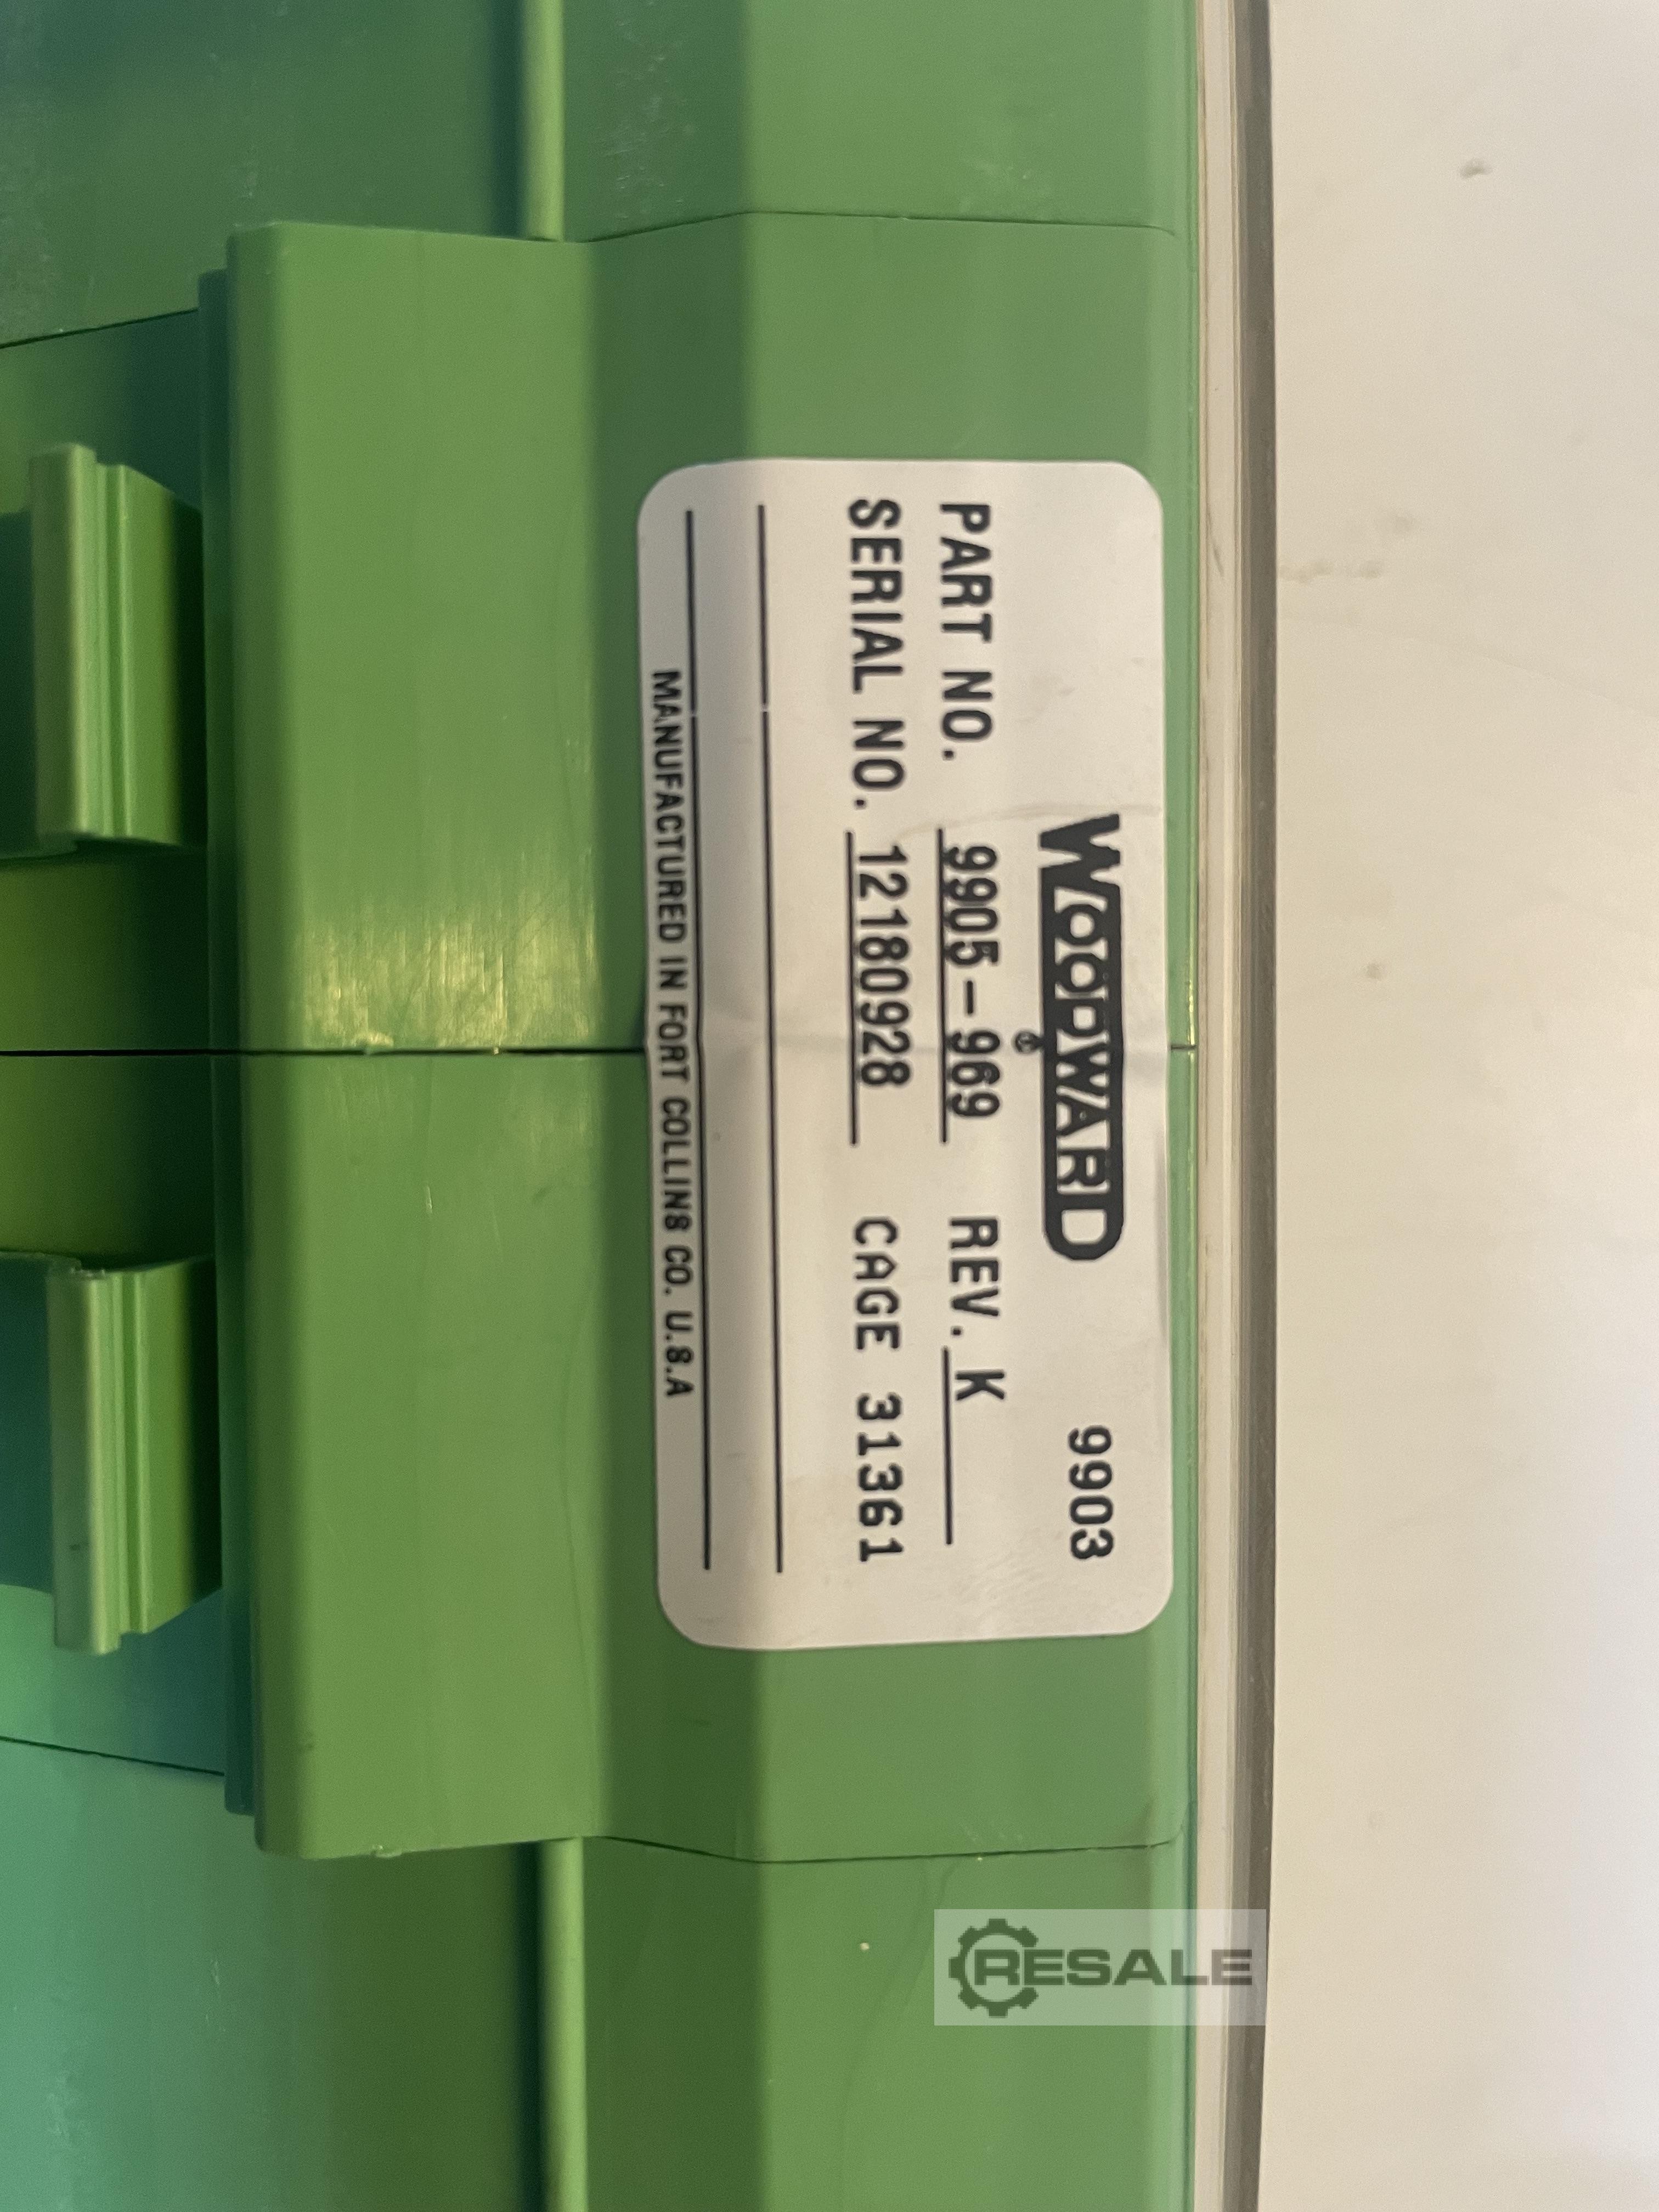 WOODWARD 9903
PART NO. 9905-969 REV. K
SERIAL NO. 12180928 CAGE 31361
MANUFACTURED IN FORT COLLINS CO. U.S.A
RESALE